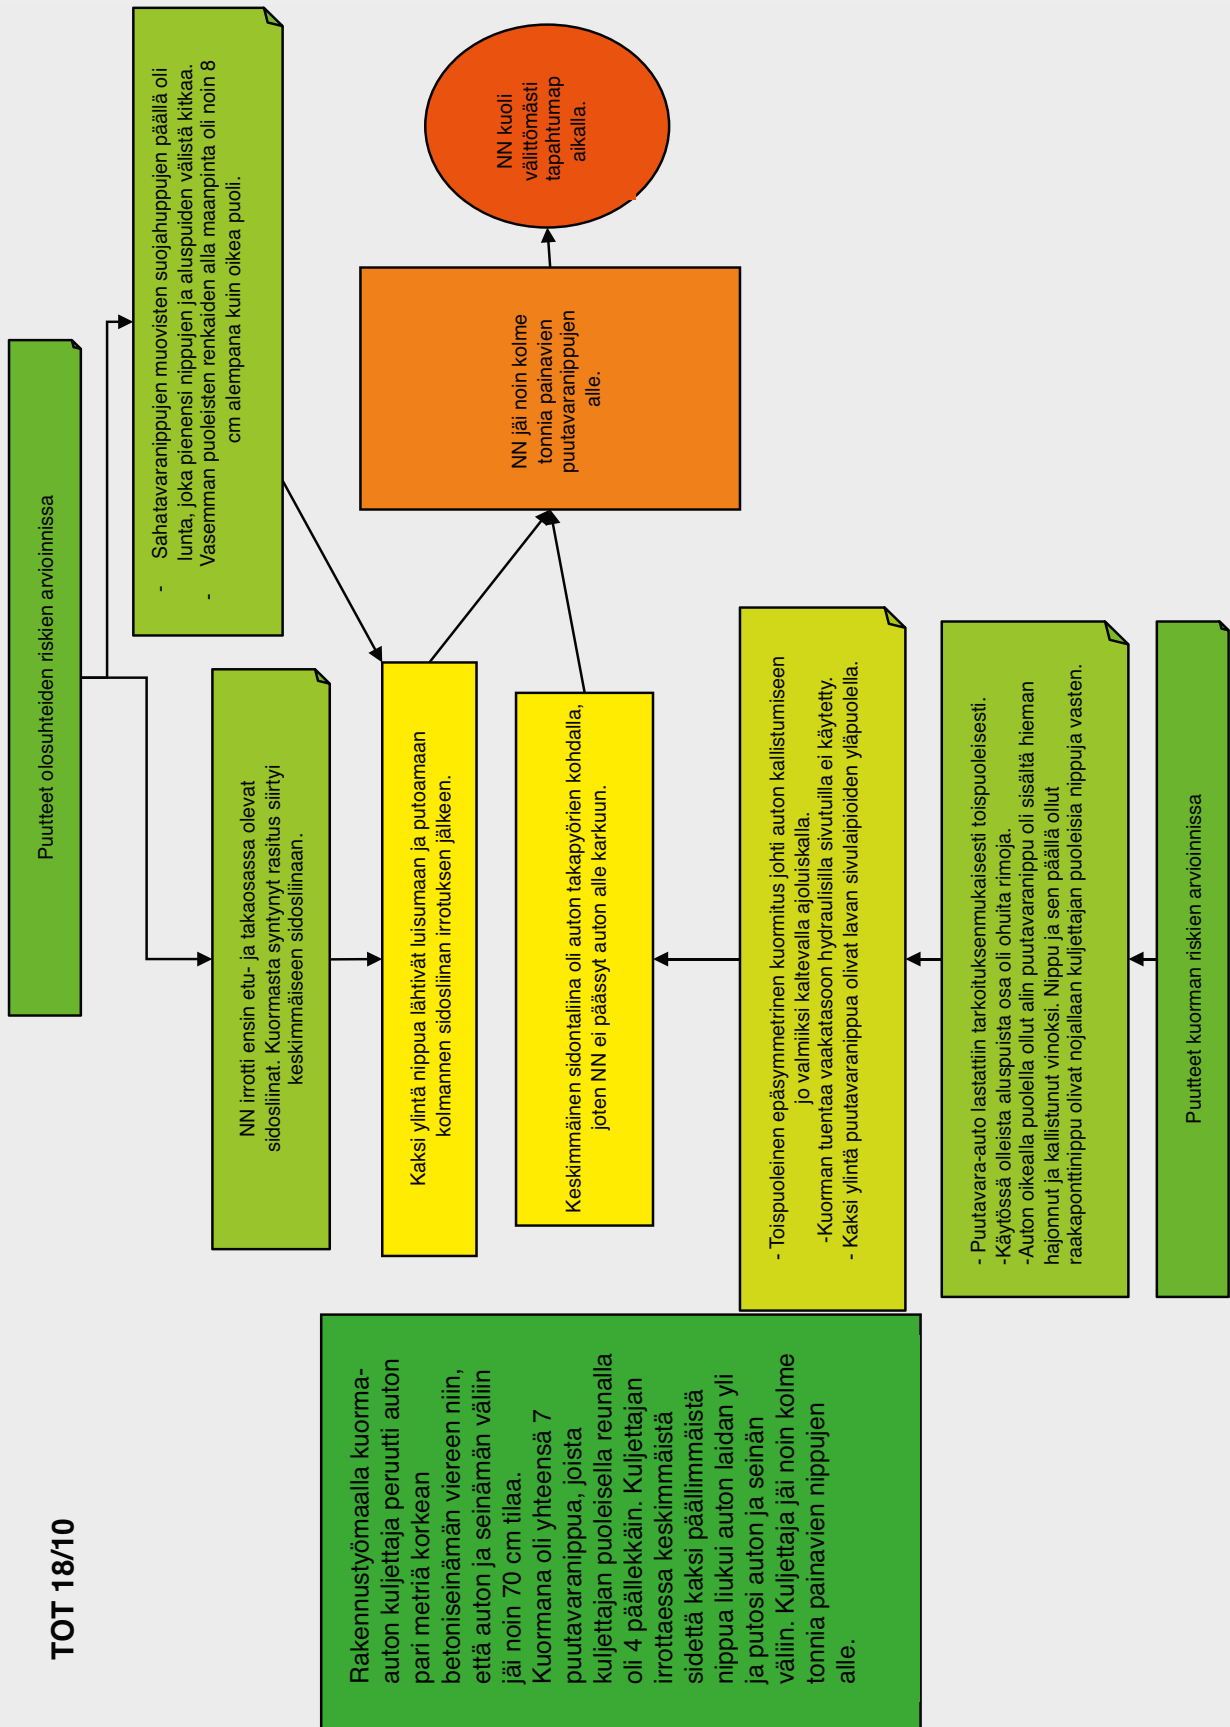 TOT 18/10
Rakennustyömaalla kuorma-
auton kuljettaja peruutti auton
pari metriä korkean
betoniseinämän viereen niin,
että auton ja seinämän väliin
jäi noin 70 cm tilaa.
Kuormana oli yhteensä 7
puutavaranippua, joista
kuljettajan puoleisella reunalla
oli 4 päällekkäin. Kuljettajan
irrottaessa keskimmäistä
sidettä kaksi päällimmäistä
nippua liukui auton laidan yli
ja putosi auton ja seinän
väliin. Kuljettaja jäi noin kolme
tonnia painavien nippujen
alle.
Puutteet olosuhteiden riskien arvioinnissa
- Sahatavaranippujen muovisten suojahuppujen päällä oli
lunta, joka pienensi nippujen ja aluspuiden välistä kitkaa.
- Vasemman puoleisten renkaiden alla maanpinta oli noin 8
cm alempana kuin oikea puoli.
NN irrotti ensin etu- ja takaosassa olevat
sidosliinat. Kuormasta syntynyt rasitus siirtyi
keskimmäiseen sidosliinaan.
Kaksi ylintä nippua lähtivät luisumaan ja putoamaan
kolmannen sidosliinan irrotuksen jälkeen.
Keskimmäinen sidontaliina oli auton takapyörien kohdalla,
joten NN ei päässyt auton alle karkuun.
NN jäi noin kolme
tonnia painavien
puutavaranippujen
alle.
NN kuoli
välittömästi
tapahtumap
aikalla.
- Toispuoleinen epäsymmetrinen kuormitus johti auton kallistumiseen
jo valmiiksi kaltevalla ajoluiskalla.
-Kuorman tuentaa vaakatasoon hydraulisilla sivutuilla ei käytetty.
- Kaksi ylintä puutavaranippua olivat lavan sivulaipioiden yläpuolella.
- Puutavara-auto lastattiin tarkoituksenmukaisesti toispuoleisesti.
-Käytössä olleista aluspuista osa oli ohuita rimoja.
-Auton oikealla puolella ollut alin puutavaranippu oli sisältä hieman
hajonnut ja kallistunut vinoksi. Nippu ja sen päällä ollut
raakaponttinippu olivat nojallaan kuljettajan puoleisia nippuja vasten.
Puutteet kuorman riskien arvioinnissa